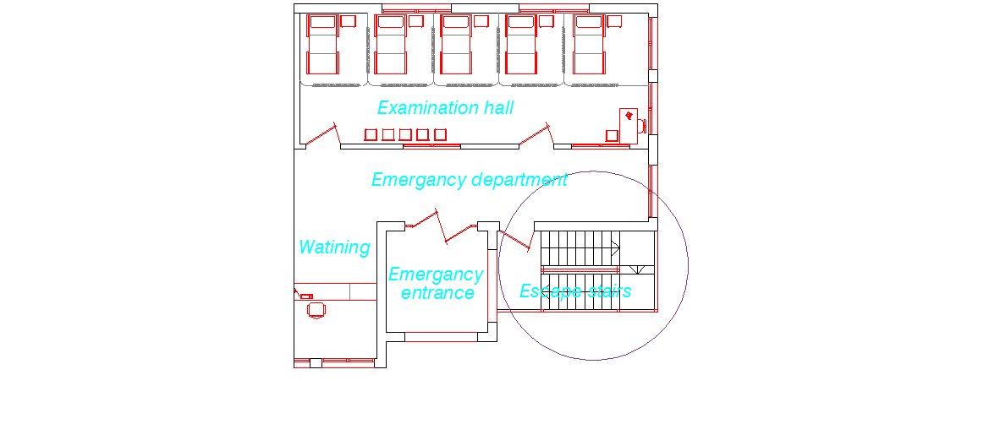 Examination hall
Emergancy department
Watining
Emergancy
entrance
Escape stairs